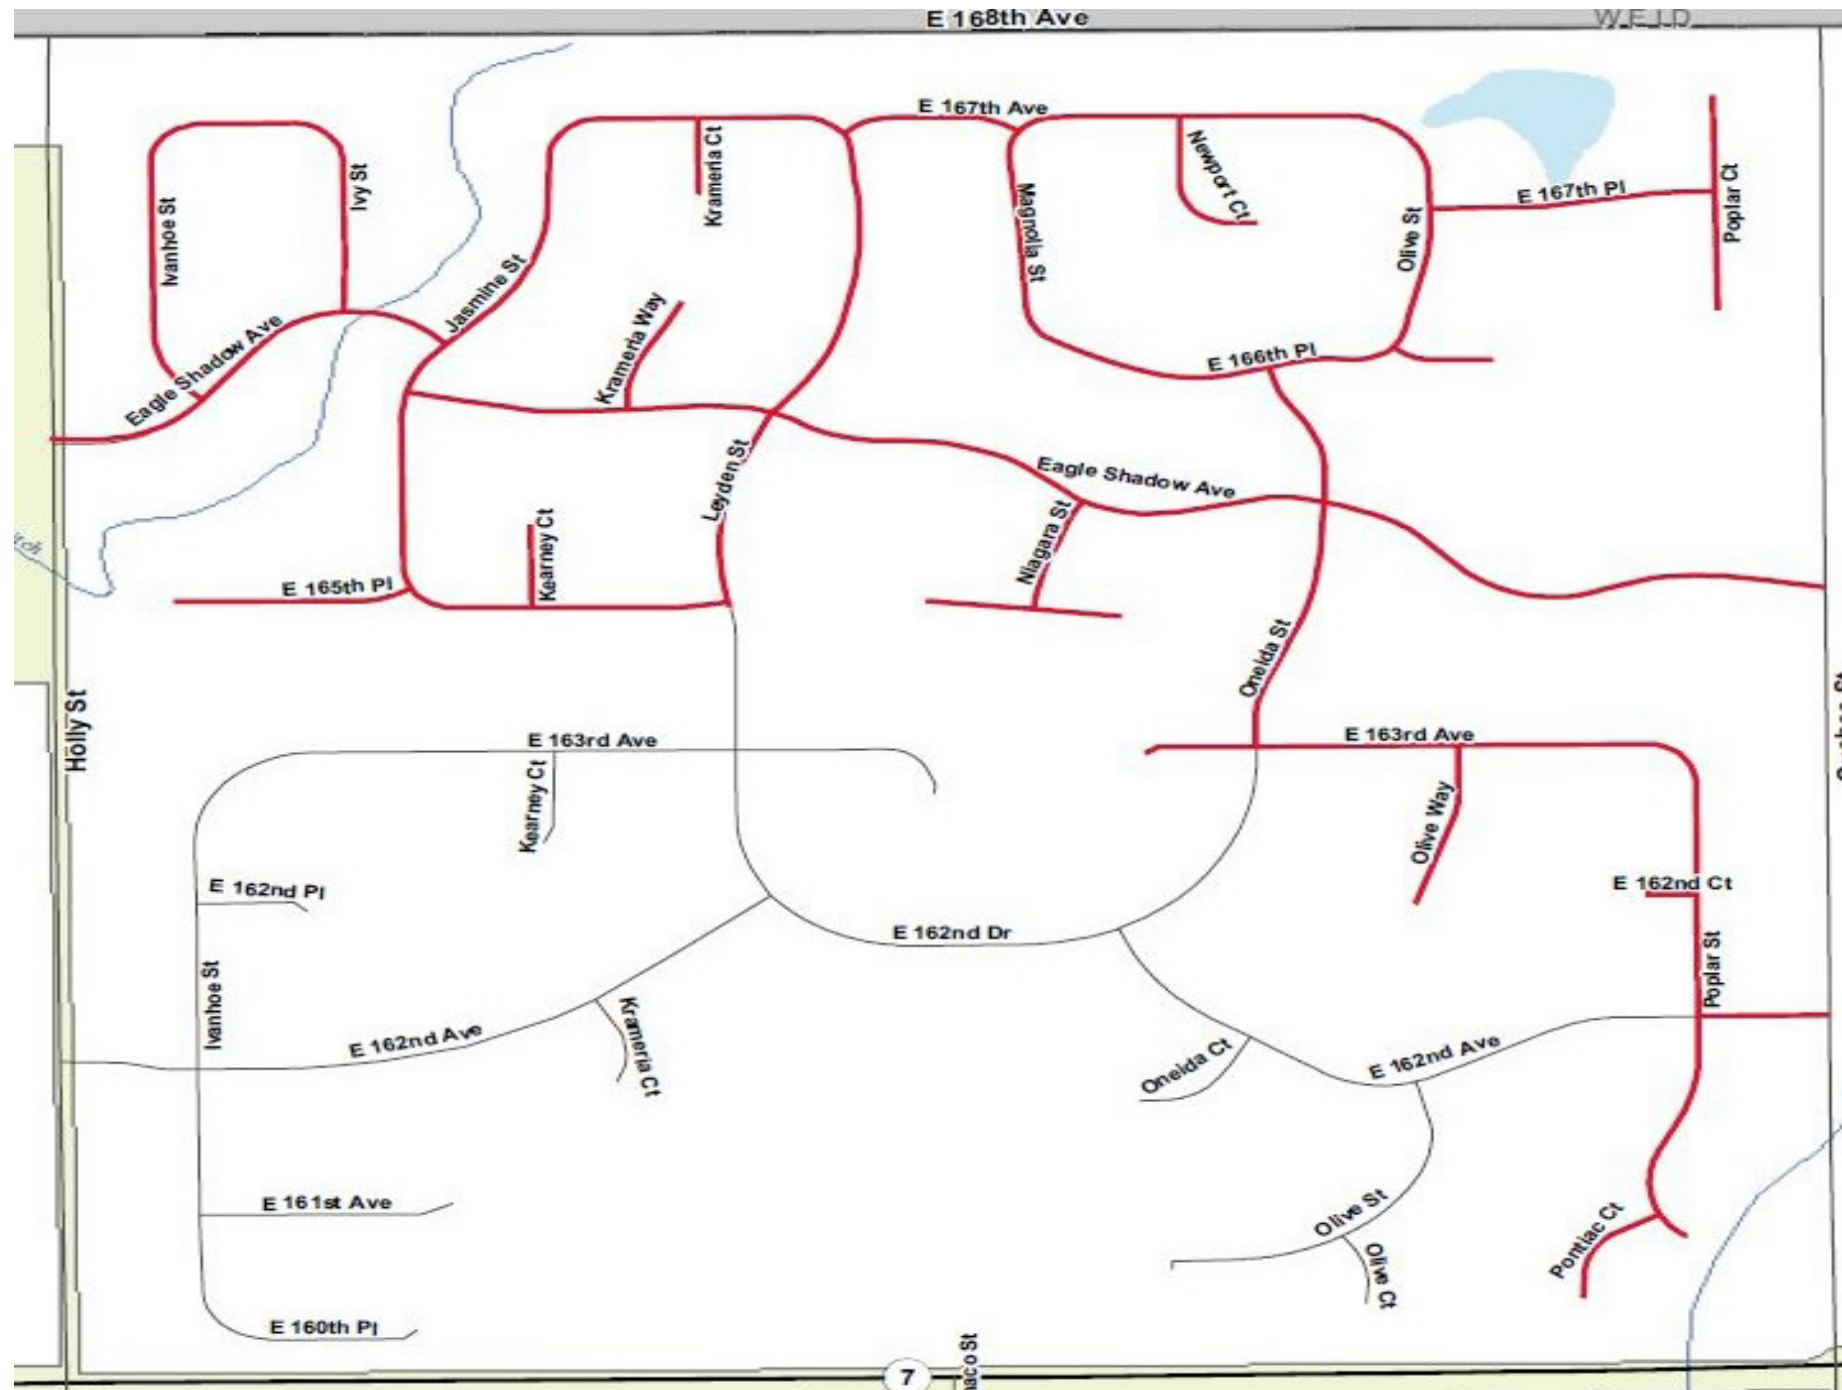 E 168th Ave
WELD
E 167th Ave
Krameria Ct
Newport Ct
Ivy St
Ivanhoe St
Magnolia St
Olive St
E 167th Pl
Poplar Ct
Jasmine St
Krameria Way
Eagle Shadow Ave
E 166th Pl
Leyden St
Eagle Shadow Ave
Niagara St
Kearney Ct
E 165th Pl
Oneida St
Holly St
E 163rd Ave
E 163rd Ave
Kearney Ct
Olive Way
E 162nd Pl
E 162nd Ct
E 162nd Dr
Poplar St
Ivanhoe St
E 162nd Ave
Krameria Ct
Oneida Ct
E 162nd Ave
E 161st Ave
Olive St
Olive Ct
Pontiac Ct
E 160th Pl
7
St